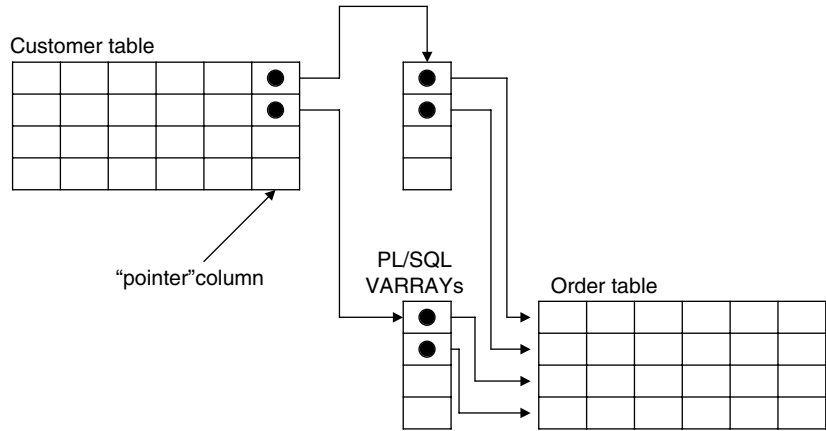 Customer table
“pointer”column
PL/SQL
VARRAYs
Order table